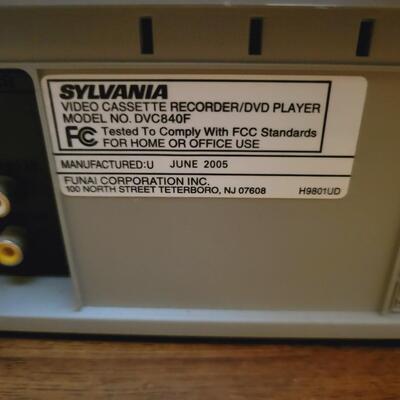 SYLVANIA
VIDEO CASSETTE RECORDER/DVD PLAYER
MODEL NO. DVC840F
FC Tested To Comply With FCC Standards
FOR HOME OR OFFICE USE
MANUFACTURED:U JUNE 2005
FUNAI CORPORATION INC.
100 NORTH STREET TETERBORO, NJ 07608 H9801UD